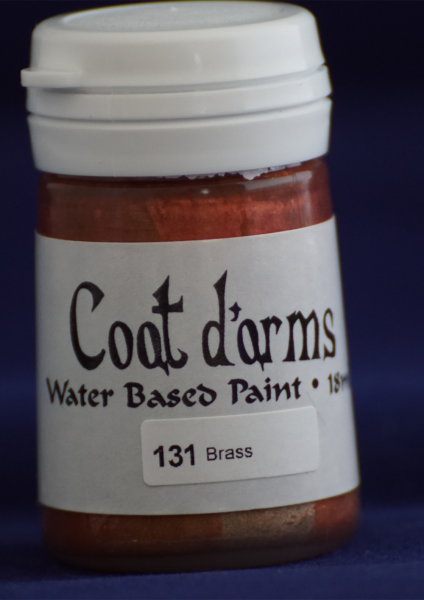 Coat d'arms
Water Based Paint •
131 Brass